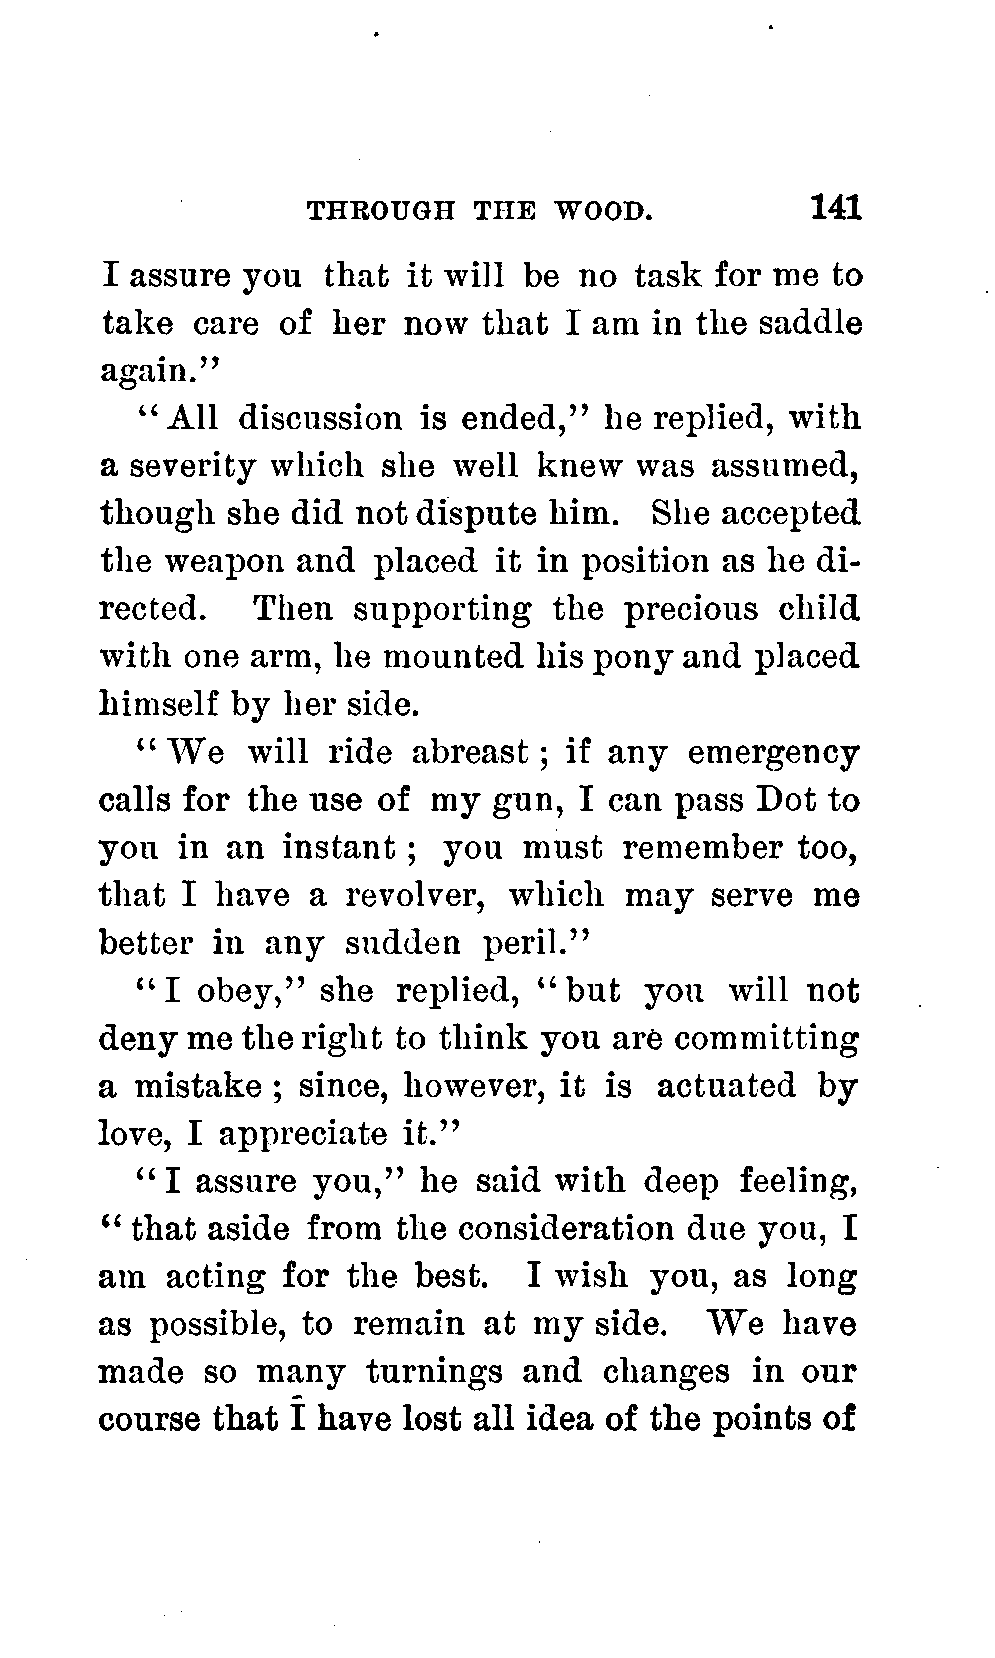 THROUGH THE WOOD. 141
I assure you that it will be no task for me to
take care of her now that I am in the saddle
again."
"All discussion is ended," he replied, with
a severity which she well knew was assumed,
though she did not dispute him. She accepted
the weapon and placed it in position as he di-
rected. Then supporting the precious child
with one arm, he mounted his pony and placed
himself by her side.
"We will ride abreast; if any emergency
calls for the use of my gun, I can pass Dot to
you in an instant; you must remember too,
that I have a revolver, which may serve me
better in any sudden peril."
"I obey," she replied, "but you will not
deny me the right to think you are committing
a mistake; since, however, it is actuated by
love, I appreciate it."
"I assure you," he said with deep feeling,
"that aside from the consideration due you, I
am acting for the best. I wish you, as long
as possible, to remain at my side. We have
made so many turnings and changes in our
course that I have lost all idea of the points of